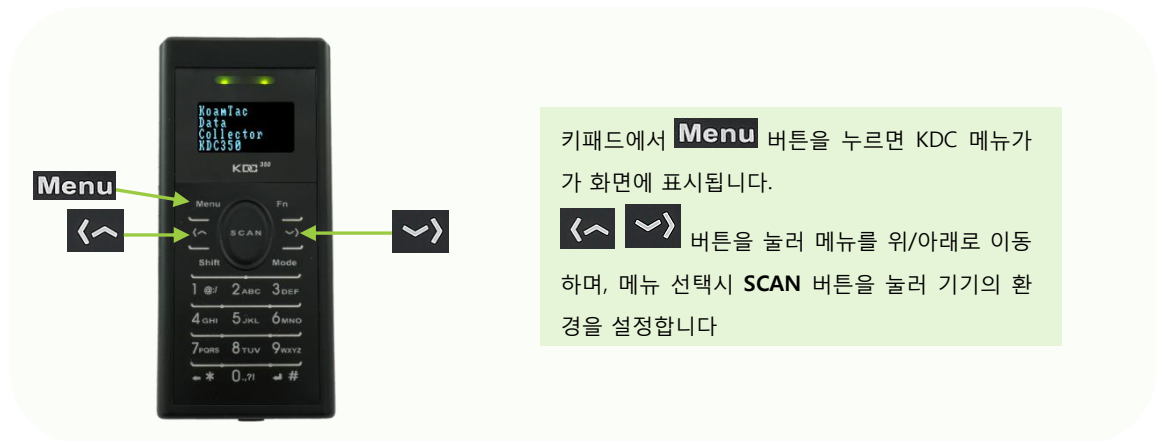 KoamTac
Data
Collector
KDC350
KDC 350
Menu
Menu Fn
SCAN
Shift Mode
1 @:/ 2 ABC 3 DEF
4 GHI 5 JKL 6 MNO
7 PQRS 8 TUV 9 WXYZ
* 0 .,?! #
키패드에서 Menu 버튼을 누르면 KDC 메뉴가
가 화면에 표시됩니다.
버튼을 눌러 메뉴를 위/아래로 이동
하며, 메뉴 선택시 SCAN 버튼을 눌러 기기의 환
경을 설정합니다